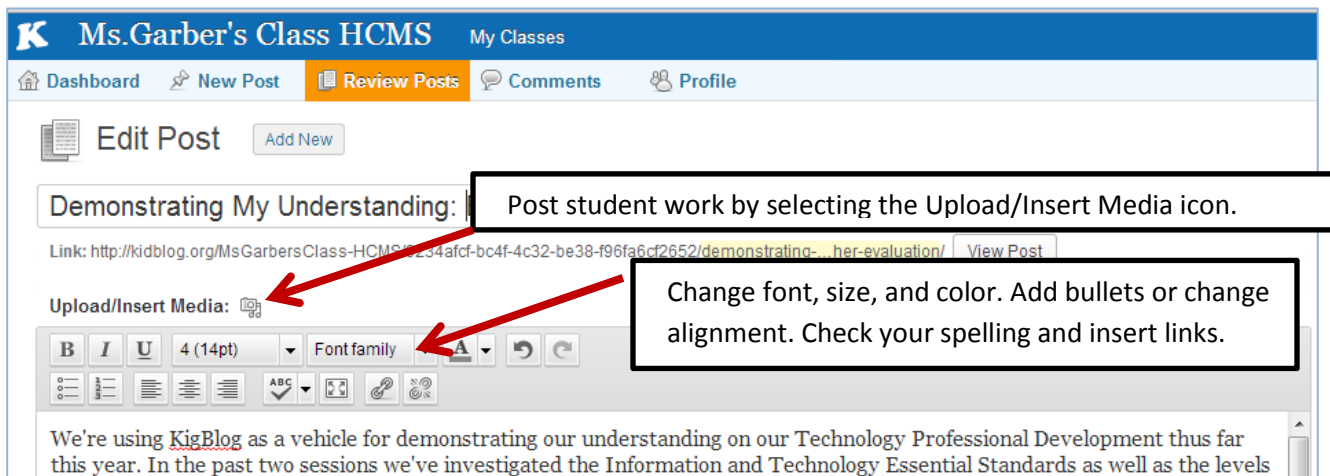 K Ms.Garber's Class HCMS My Classes
Dashboard New Post Review Posts Comments Profile
Edit Post Add New
Demonstrating My Understanding:
Post student work by selecting the Upload/Insert Media icon.
Link: http://kidblog.org/MsGarbersClass-HCMS/ -bc4f-4c32-be38-f96fa6cf2652/demonstrating-...her-evaluation/ View Post
Upload/Insert Media:
Change font, size, and color. Add bullets or change
alignment. Check your spelling and insert links.
B I U 4 (14pt) Font family A
ABC
We're using KigBlog as a vehicle for demonstrating our understanding on our Technology Professional Development thus far
this year. In the past two sessions we've investigated the Information and Technology Essential Standards as well as the levels